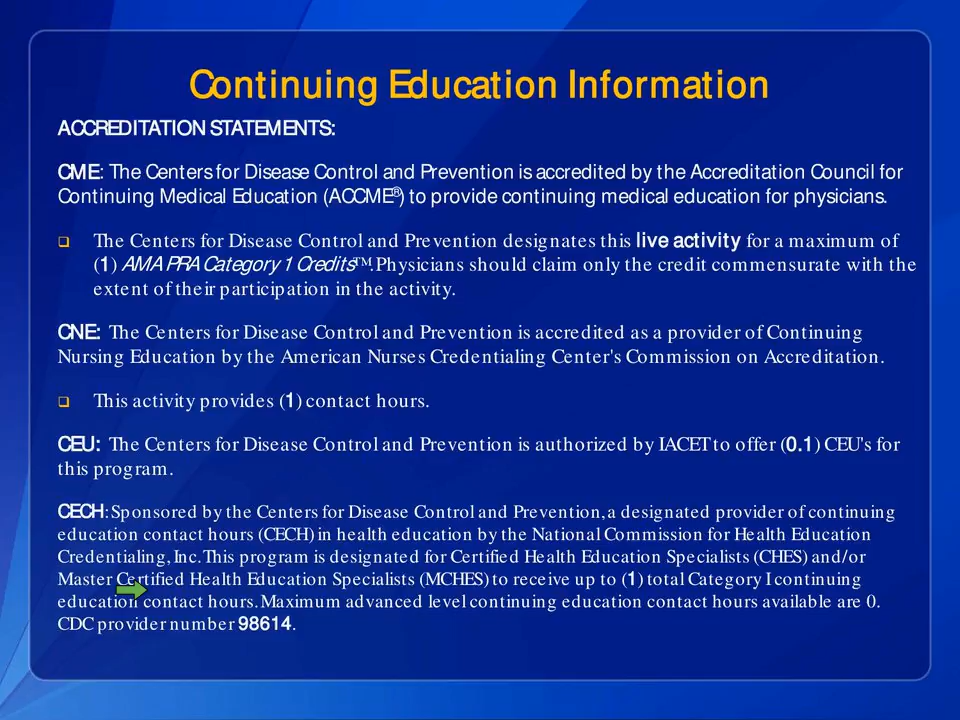 Continuing Education Information
ACCREDITATION STATEMENTS:
CME: The Centers for Disease Control and Prevention is accredited by the Accreditation Council for
Continuing Medical Education (ACCME®) to provide continuing medical education for physicians.
The Centers for Disease Control and Prevention designates this live activity for a maximum of
(1) AMA PRA Category 1 Credits™. Physicians should claim only the credit commensurate with the
extent of their participation in the activity.
CNE: The Centers for Disease Control and Prevention is accredited as a provider of Continuing
Nursing Education by the American Nurses Credentialing Center's Commission on Accreditation.
This activity provides (1) contact hours.
CEU: The Centers for Disease Control and Prevention is authorized by IACET to offer (0.1) CEU's for
this program.
CECH: Sponsored by the Centers for Disease Control and Prevention, a designated provider of continuing
education contact hours (CECH) in health education by the National Commission for Health Education
Credentialing, Inc. This program is designated for Certified Health Education Specialists (CHES) and/or
Master Certified Health Education Specialists (MCHES) to receive up to (1) total Category I continuing
education contact hours. Maximum advanced level continuing education contact hours available are 0.
CDC provider number 98614.